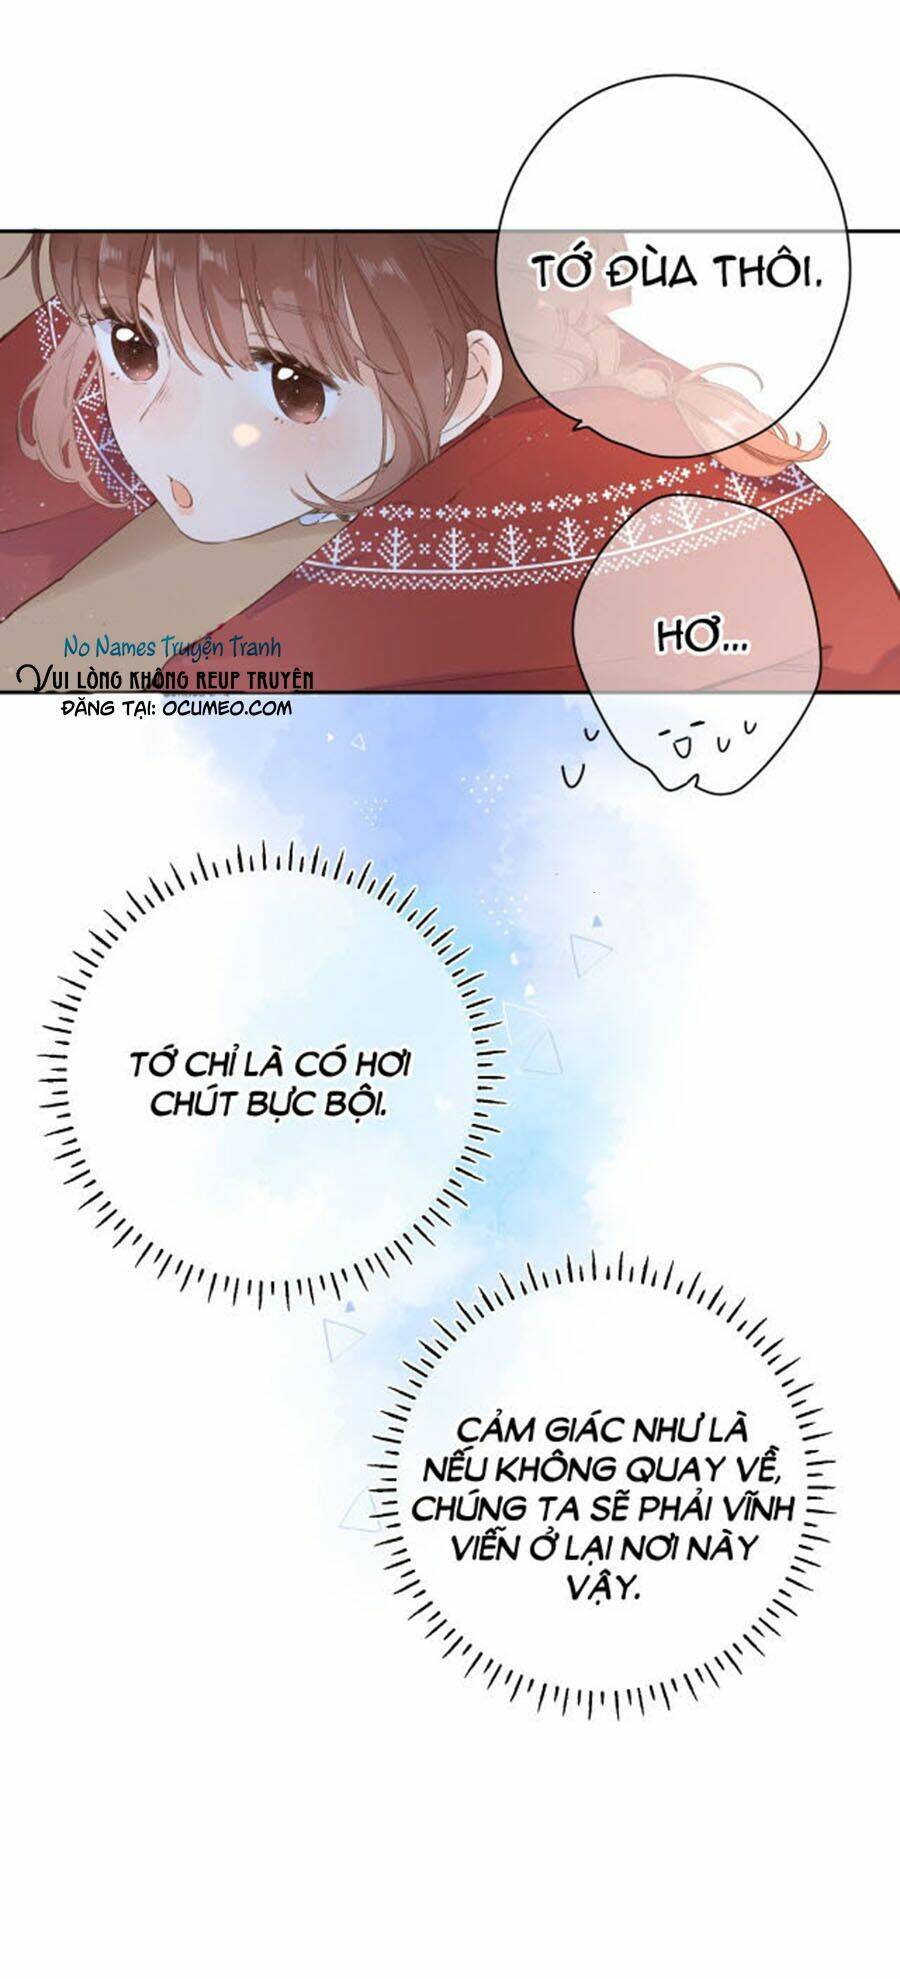 TỚ ĐÙA THÔI.
HƠ...
No Names Truyện Tranh
VUI LÒNG KHÔNG REUP TRUYỆN
ĐĂNG TẠI: OCUMEO.COM
TỚ CHỈ LÀ CÓ HƠI
CHÚT BỰC BỘI.
CẢM GIÁC NHƯ LÀ
NẾU KHÔNG QUAY VỀ,
CHÚNG TA SẼ PHẢI VĨNH
VIỄN Ở LẠI NƠI NÀY
VẬY.